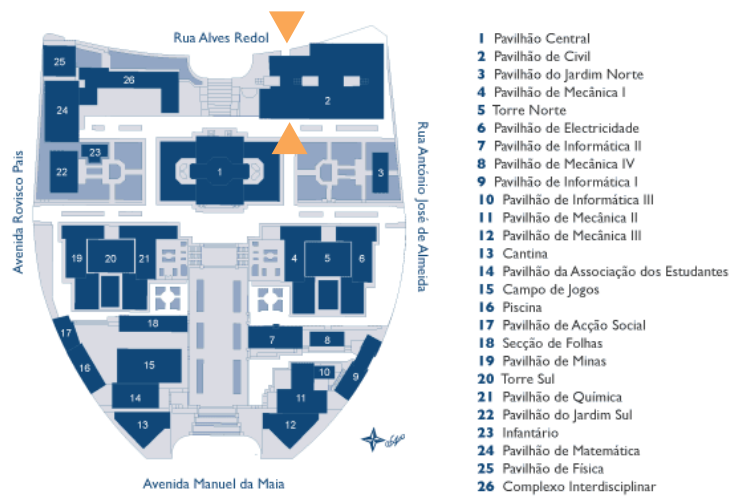 Rua Alves Redol
Avenida Rovisco Pais
Rua António José de Almeida
Avenida Manuel da Maia
25
26
24
2
23
22
1
3
19
20
21
4
5
6
18
17
16
15
14
13
7
8
10
9
11
12
1 Pavilhão Central
2 Pavilhão de Civil
3 Pavilhão do Jardim Norte
4 Pavilhão de Mecânica I
5 Torre Norte
6 Pavilhão de Electricidade
7 Pavilhão de Informática II
8 Pavilhão de Mecânica IV
9 Pavilhão de Informática I
10 Pavilhão de Informática III
11 Pavilhão de Mecânica II
12 Pavilhão de Mecânica III
13 Cantina
14 Pavilhão da Associação dos Estudantes
15 Campo de Jogos
16 Piscina
17 Pavilhão de Acção Social
18 Secção de Folhas
19 Pavilhão de Minas
20 Torre Sul
21 Pavilhão de Química
22 Pavilhão do Jardim Sul
23 Infantário
24 Pavilhão de Matemática
25 Pavilhão de Física
26 Complexo Interdisciplinar